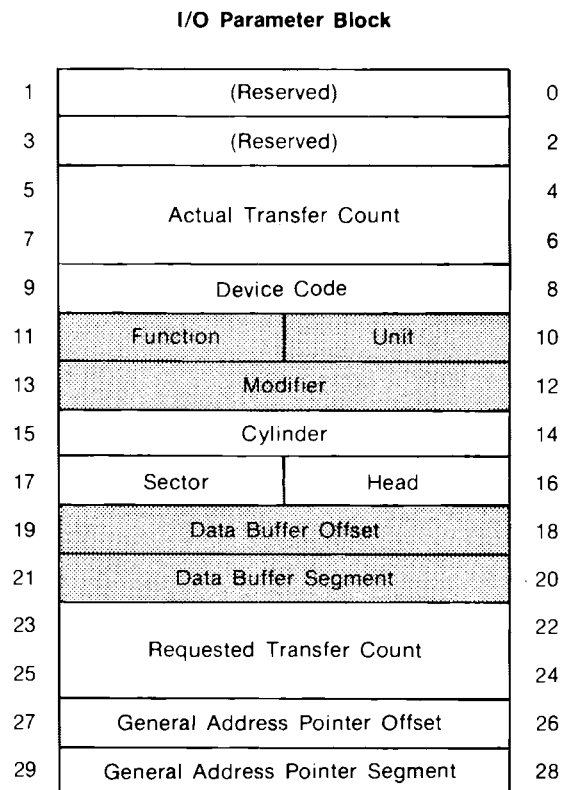 I/O Parameter Block
1 (Reserved) 0
3 (Reserved) 2
5 4
Actual Transfer Count
7 6
9 Device Code 8
11 Function Unit 10
13 Modifier 12
15 Cylinder 14
17 Sector Head 16
19 Data Buffer Offset 18
21 Data Buffer Segment 20
23 22
Requested Transfer Count
25 24
27 General Address Pointer Offset 26
29 General Address Pointer Segment 28